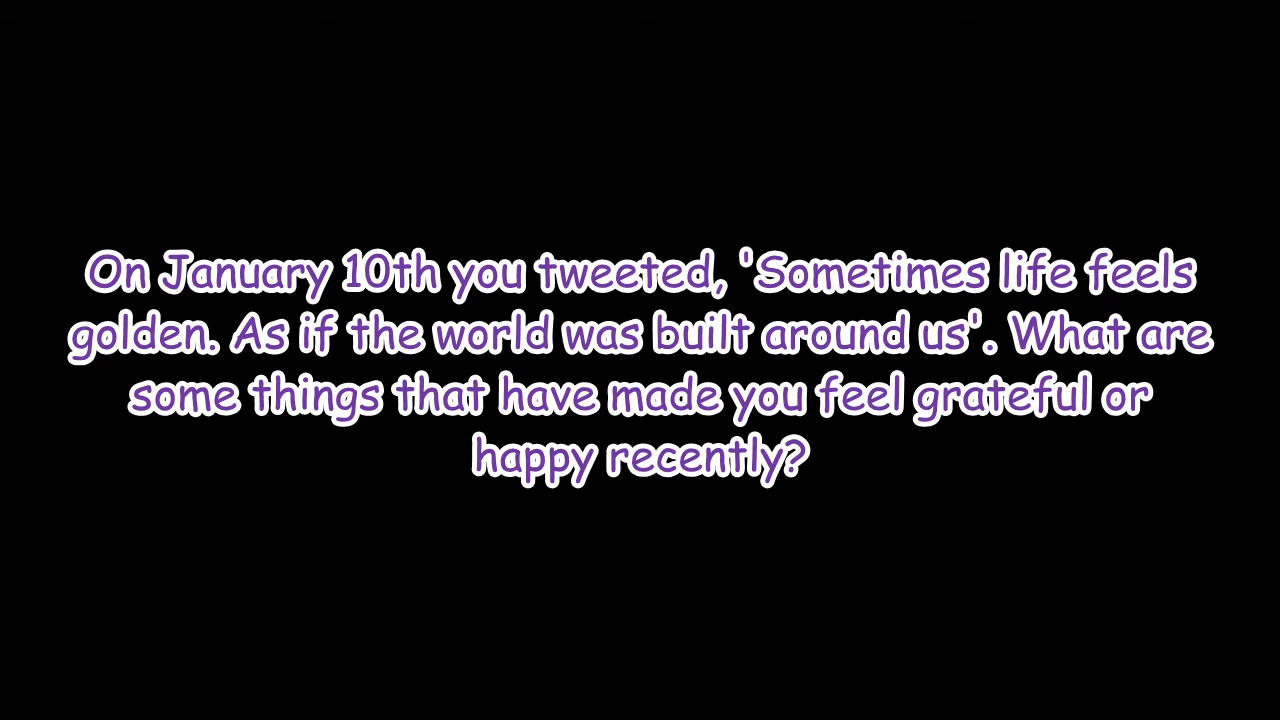 On January 10th you tweeted, 'Sometimes life feels
golden. As if the world was built around us'. What are
some things that have made you feel grateful or
happy recently?